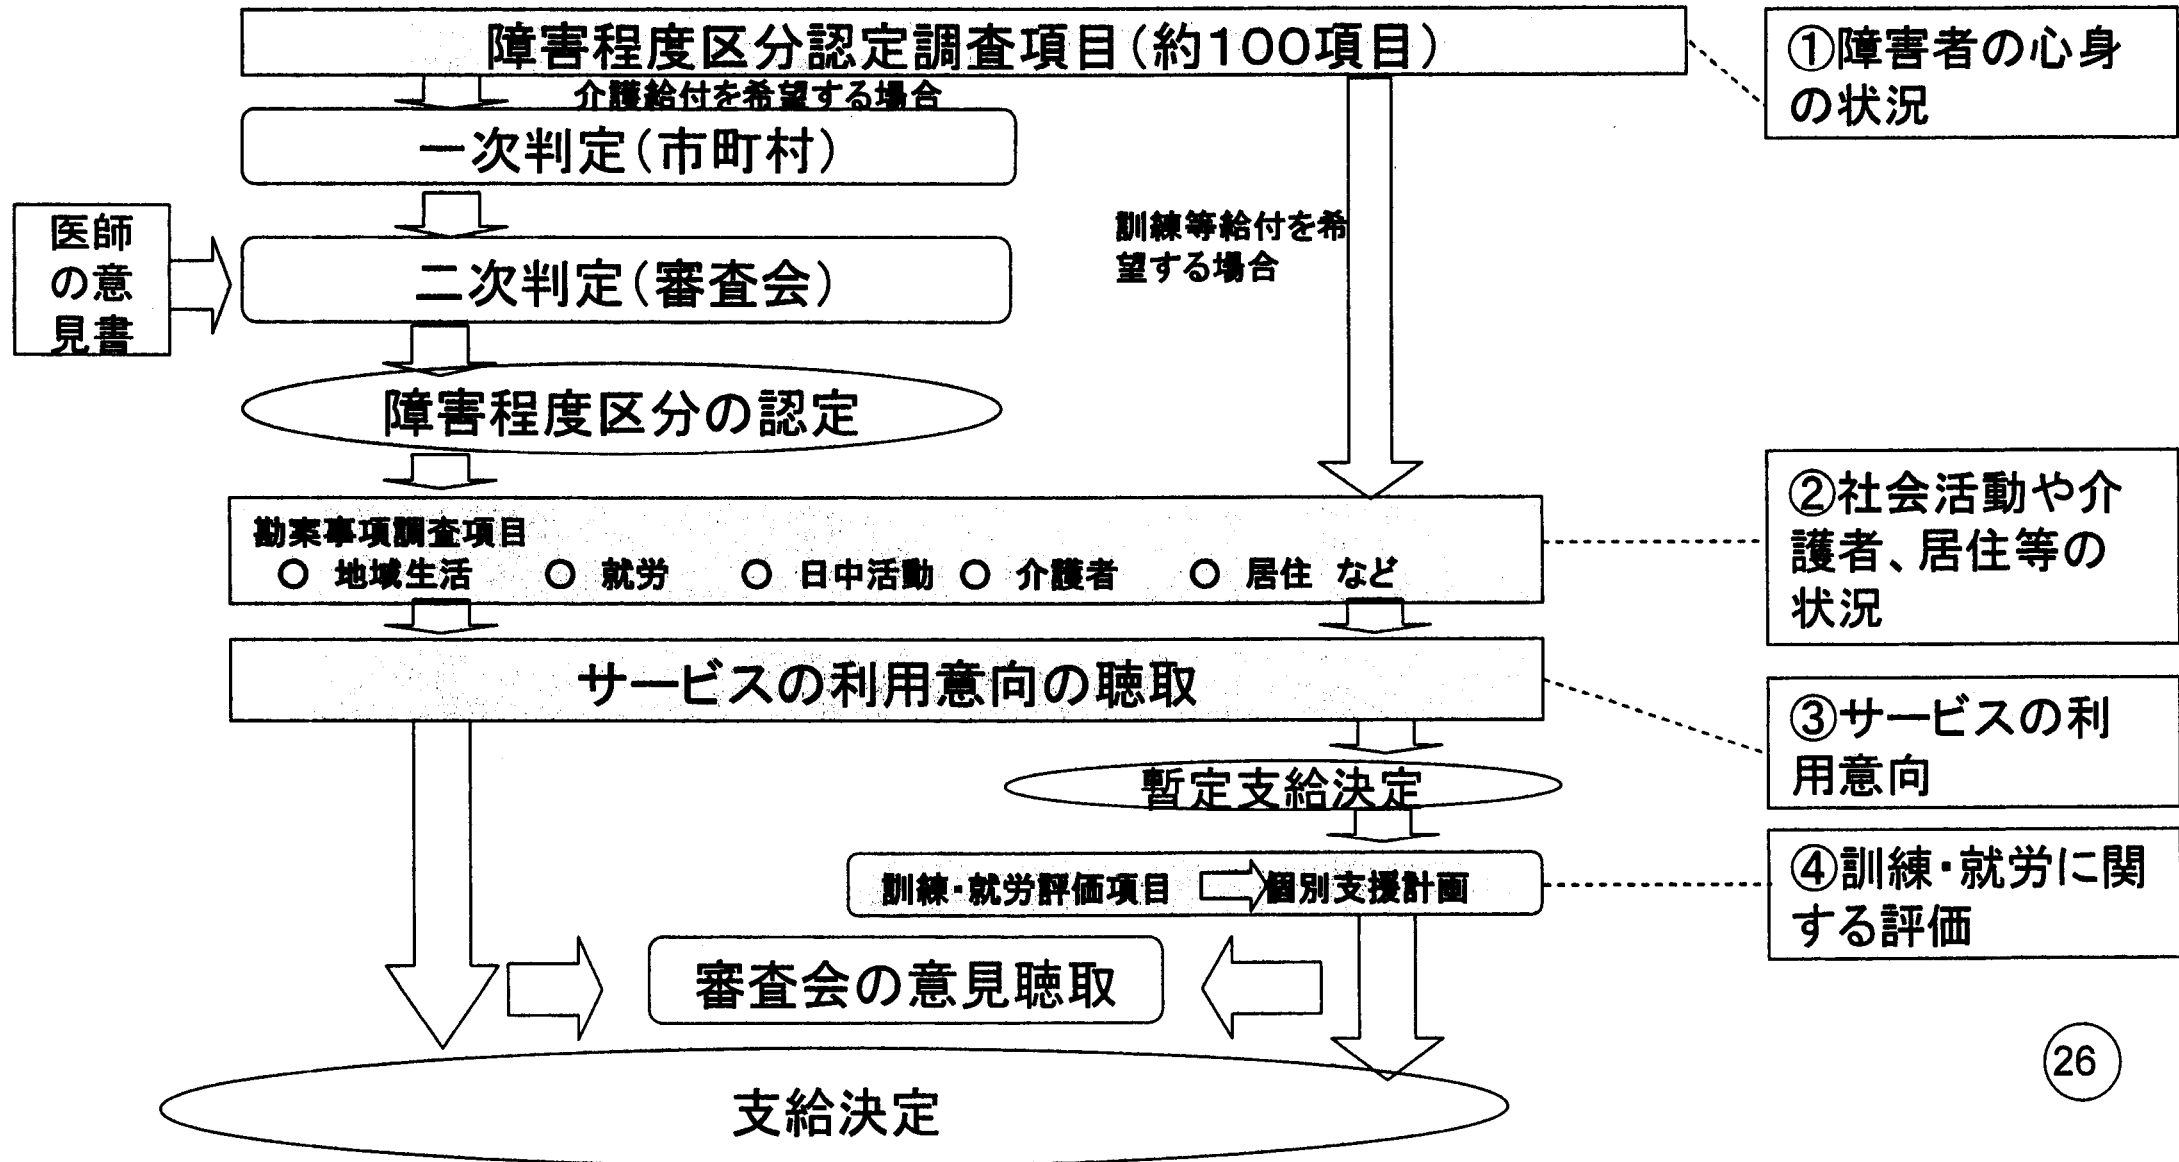 障害程度区分認定調査項目(約100項目)
①障害者の心身
の状況
介護給付を希望する場合
一次判定(市町村)
医師
の意
見書
訓練等給付を希
望する場合
二次判定(審査会)
障害程度区分の認定
勘案事項調査項目
○ 地域生活 ○ 就労 ○ 日中活動 ○ 介護者 ○ 居住 など
②社会活動や介
護者、居住等の
状況
サービスの利用意向の聴取
③サービスの利
用意向
暫定支給決定
訓練・就労評価項目 個別支援計画
④訓練・就労に関
する評価
審査会の意見聴取
支給決定
26